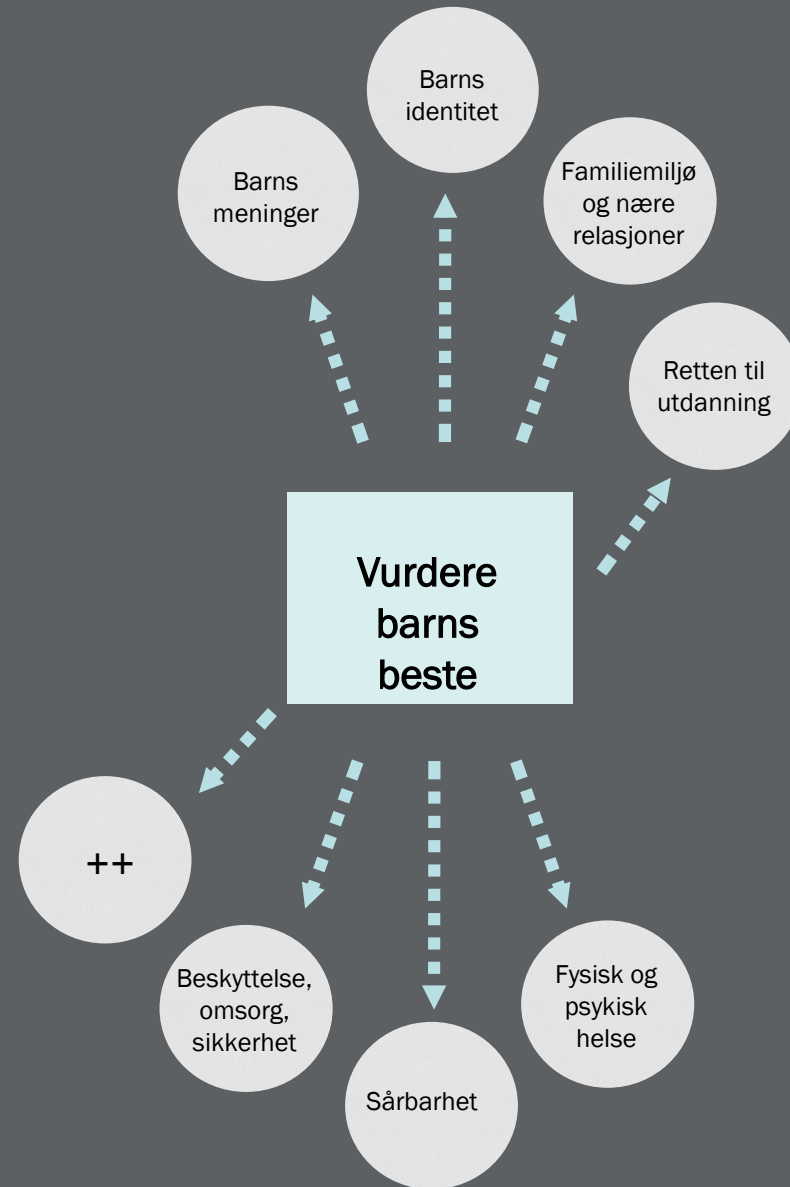 Barns
identitet
Barns
meninger
Familiemiljø
og nære
relasjoner
Retten til
utdanning
Vurdere
barns
beste
++
Beskyttelse,
omsorg,
sikkerhet
Fysisk og
psykisk
helse
Sårbarhet